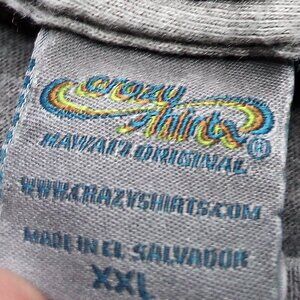 Crazy
Shirts®
HAWAI'I ORIGINAL
WWW.CRAZYSHIRTS.COM
MADE IN EL SALVADOR
XXL